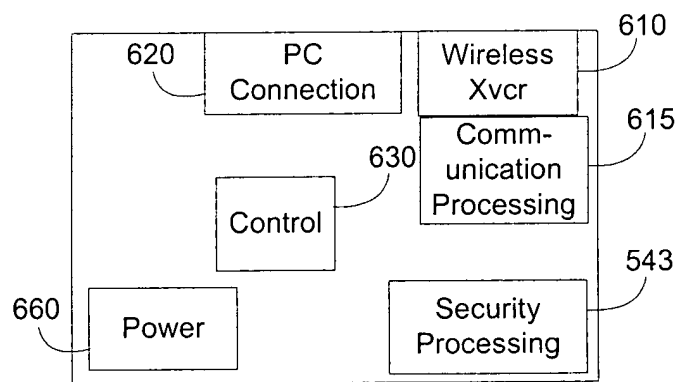 610
620
PC
Connection
Wireless
Xvcr
615
Comm-
unication
Processing
630
Control
543
660
Power
Security
Processing